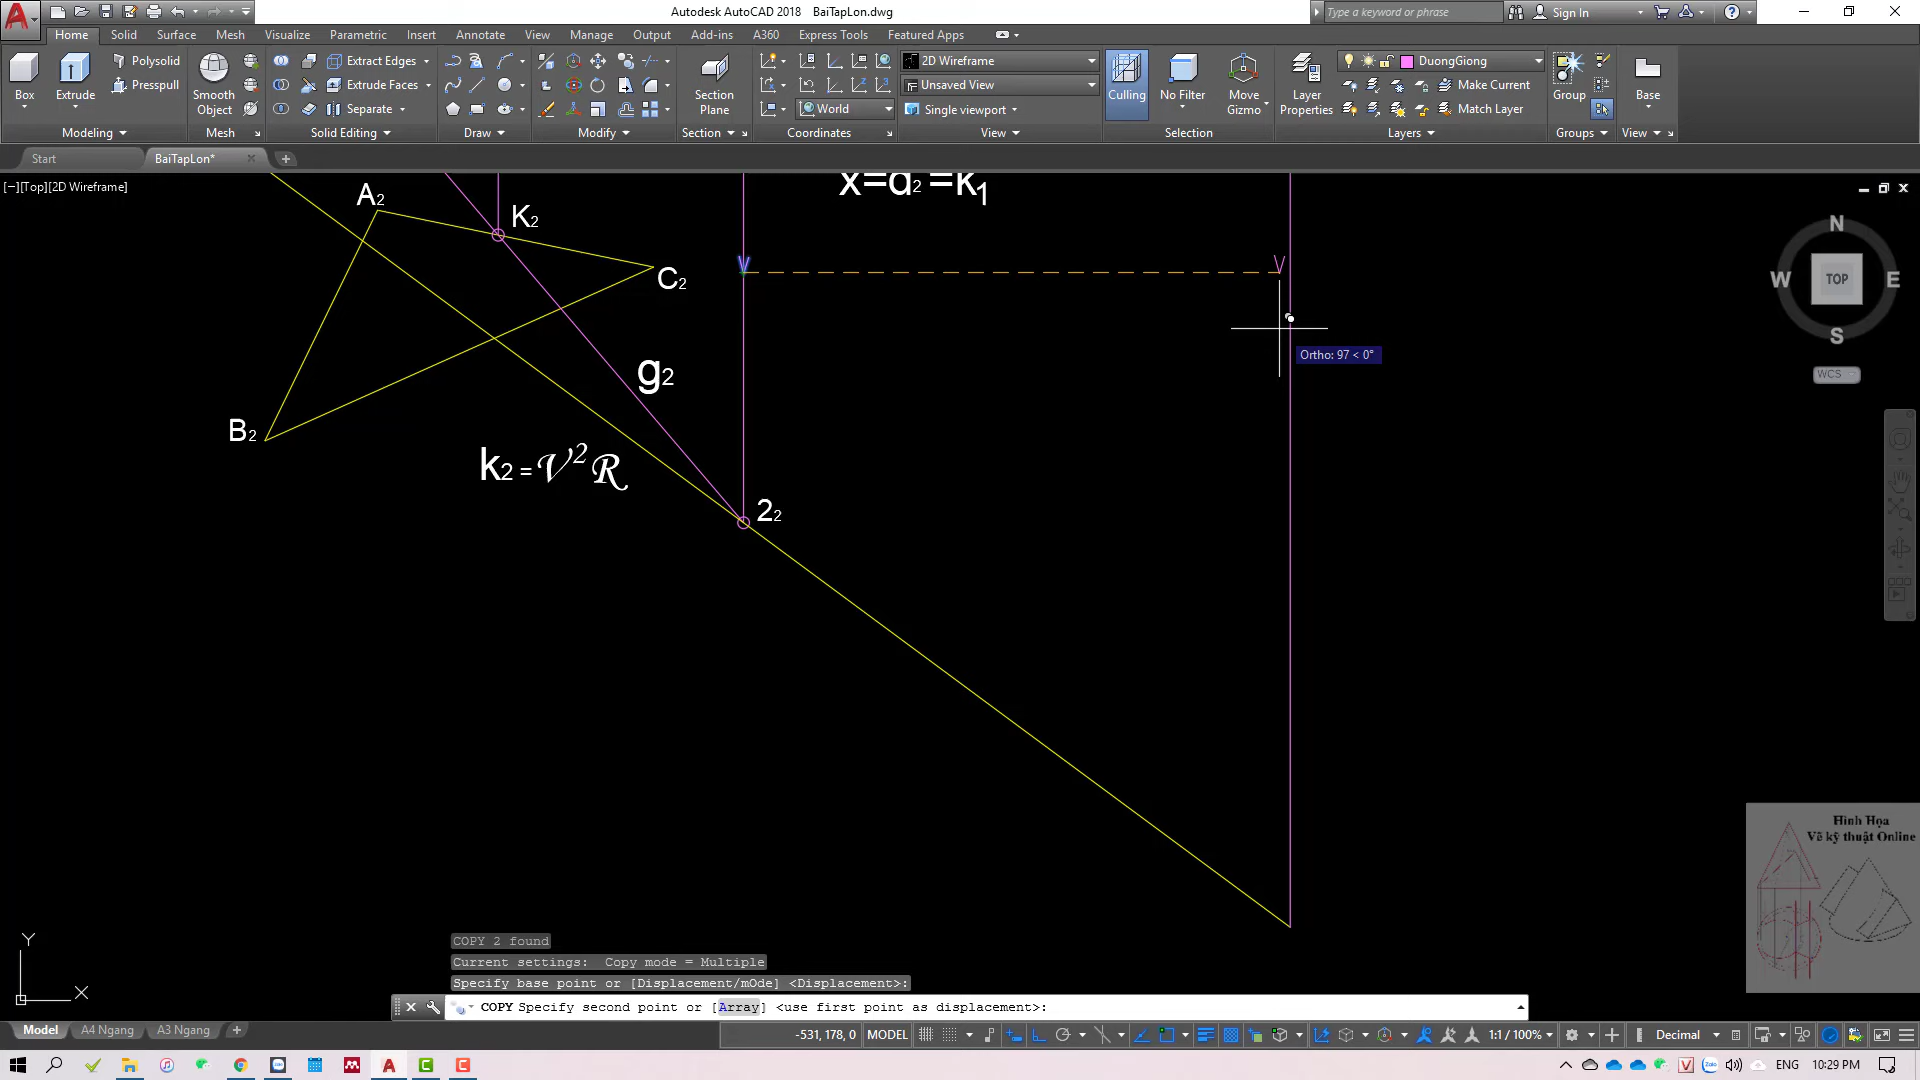 Autodesk AutoCAD 2018 BaiTapLon.dwg
Type a keyword or phrase
Sign In
Home Solid Surface Mesh Visualize Parametric Insert Annotate View Manage Output Add-ins A360 Express Tools Featured Apps
Box
Extrude
Polysolid
Presspull
Smooth Object
Extract Edges
Extrude Faces
Separate
Section Plane
World
2D Wireframe
Unsaved View
Single viewport
Culling
No Filter
Move Gizmo
Layer Properties
DuongGiong
Make Current
Match Layer
Group
Base
Modeling Mesh Solid Editing Draw Modify Section Coordinates View Selection Layers Groups View
Start BaiTapLon*
[−][Top][2D Wireframe]
x=d2 =k1
A2
K2
C2
g2
B2
k2 = V2R
22
Ortho: 97 < 0°
N
W TOP E
S
WCS
Hình Họa
Vẽ kỹ thuật Online
Y
X
COPY 2 found
Current settings: Copy mode = Multiple
Specify base point or [Displacement/mOde] <Displacement>:
COPY Specify second point or [Array] <use first point as displacement>:
Model A4 Ngang A3 Ngang
-531, 178, 0 MODEL 1:1 / 100% Decimal
ENG 10:29 PM